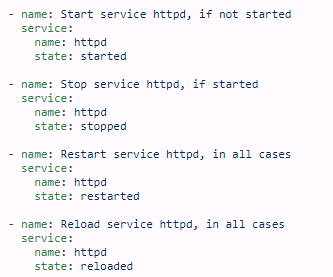 - name: Start service httpd, if not started
  service:
    name: httpd
    state: started

- name: Stop service httpd, if started
  service:
    name: httpd
    state: stopped

- name: Restart service httpd, in all cases
  service:
    name: httpd
    state: restarted

- name: Reload service httpd, in all cases
  service:
    name: httpd
    state: reloaded